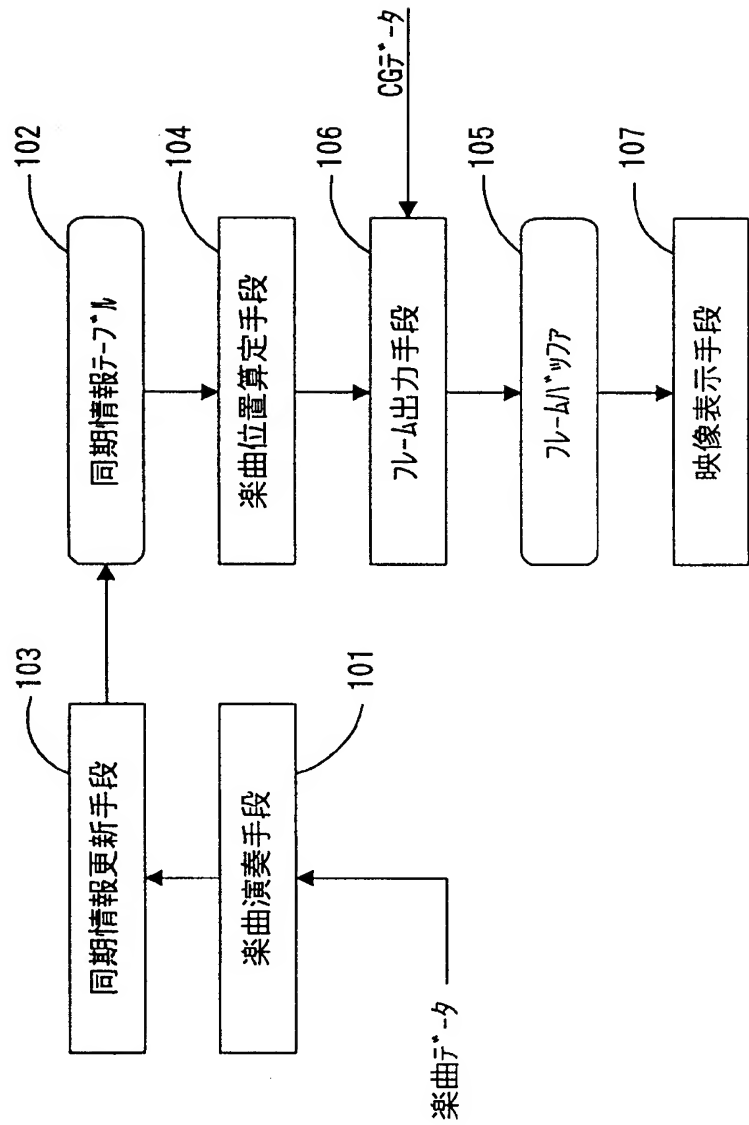 103
同期情報更新手段
101
楽曲演奏手段
楽曲ﾃﾞｰﾀ
102
同期情報ﾃｰﾌﾞﾙ
104
楽曲位置算定手段
CGﾃﾞｰﾀ
106
ﾌﾚｰﾑ出力手段
105
ﾌﾚｰﾑﾊﾞｯﾌｧ
107
映像表示手段